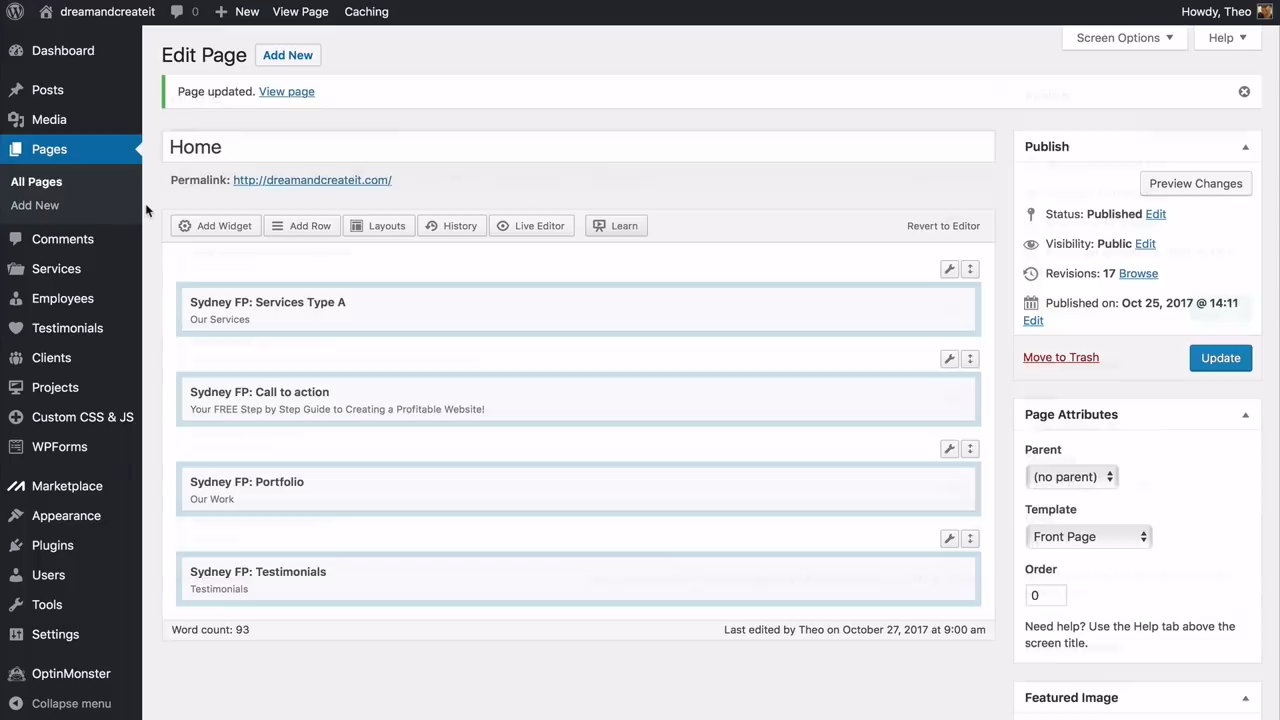 dreamandcreateit 0 New View Page Caching Howdy, Theo
Dashboard
Posts
Media
Pages
All Pages
Add New
Comments
Services
Employees
Testimonials
Clients
Projects
Custom CSS & JS
WPForms
Marketplace
Appearance
Plugins
Users
Tools
Settings
OptinMonster
Collapse menu
Screen Options Help
Edit Page Add New
Page updated. View page
Home
Permalink: http://dreamandcreateit.com/
Add Widget Add Row Layouts History Live Editor Learn Revert to Editor
Sydney FP: Services Type A
Our Services
Sydney FP: Call to action
Your FREE Step by Step Guide to Creating a Profitable Website!
Sydney FP: Portfolio
Our Work
Sydney FP: Testimonials
Testimonials
Word count: 93 Last edited by Theo on October 27, 2017 at 9:00 am
Publish
Preview Changes
Status: Published Edit
Visibility: Public Edit
Revisions: 17 Browse
Published on: Oct 25, 2017 @ 14:11
Edit
Move to Trash Update
Page Attributes
Parent
(no parent)
Template
Front Page
Order
0
Need help? Use the Help tab above the
screen title.
Featured Image